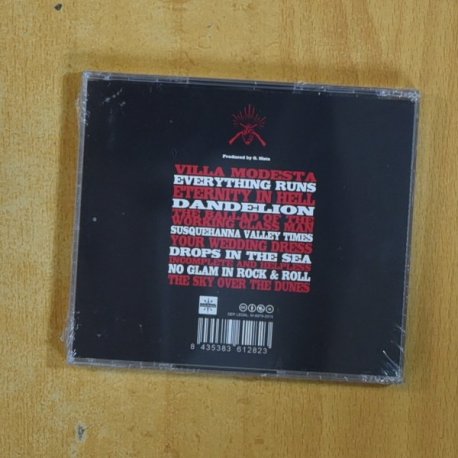 Produced by G. Mata
VILLA MODESTA
EVERYTHING RUNS
ETERNITY IN HELL
DANDELION
THE BALLAD OF THE
WORKING CLASS MAN
SUSQUEHANNA VALLEY TIMES
YOUR WEDDING DRESS
DROPS IN THE SEA
INCOMPLETE AND HELPLESS
NO GLAM IN ROCK & ROLL
THE SKY OVER THE DUNES
DEP. LEGAL:
8 435383 612823